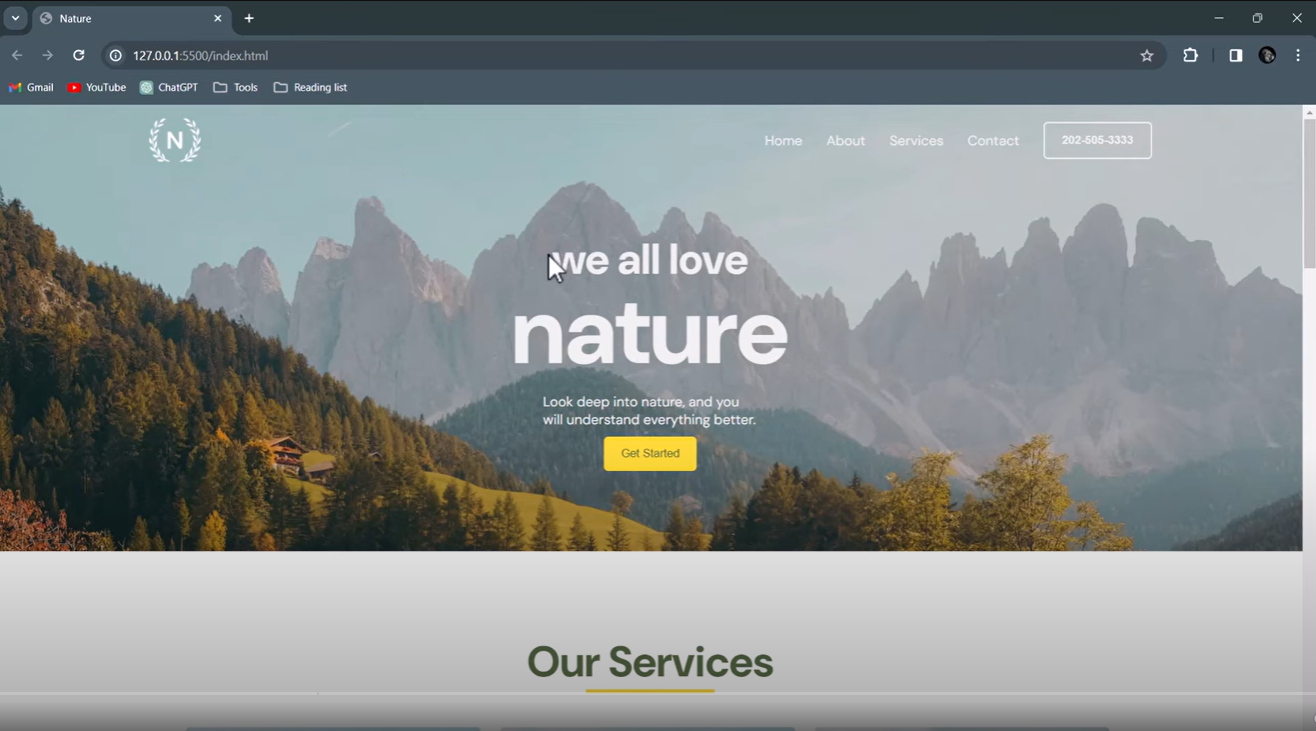 Nature
127.0.0.1:5500/index.html
Gmail YouTube ChatGPT Tools Reading list
N Home About Services Contact 202-505-3333
we all love
nature
Look deep into nature, and you
will understand everything better.
Get Started
Our Services